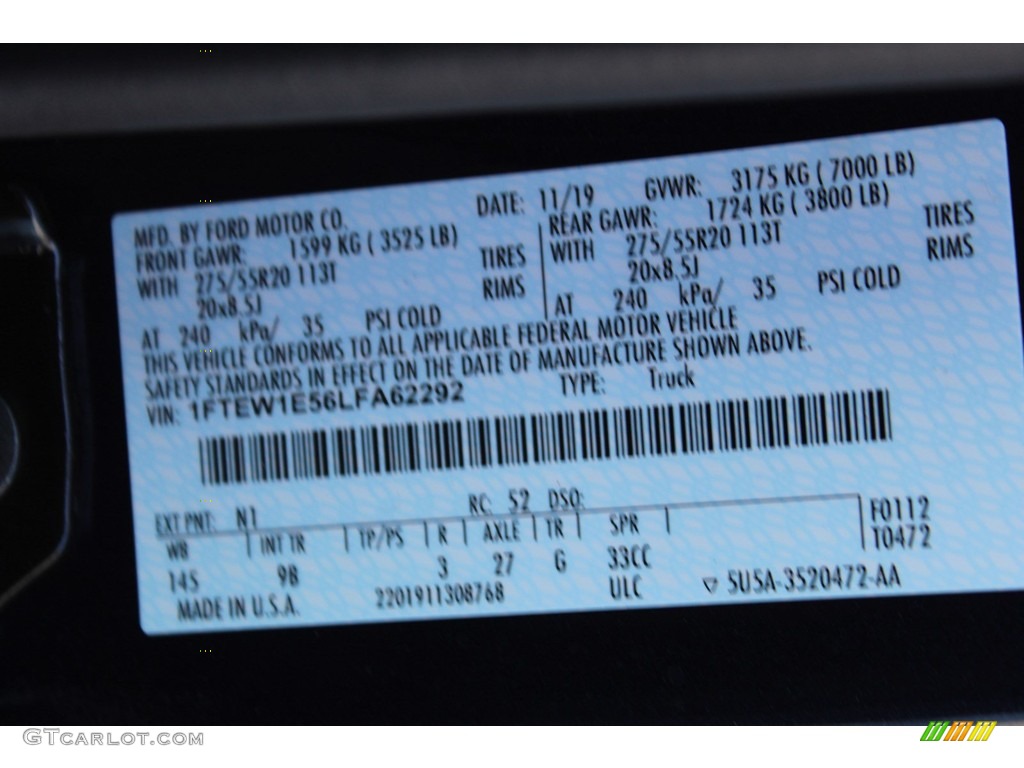 MFD. BY FORD MOTOR CO. DATE: 11/19 GVWR: 3175 KG ( 7000 LB)
FRONT GAWR: 1599 KG ( 3525 LB) REAR GAWR: 1724 KG ( 3800 LB)
WITH 275/55R20 113T TIRES WITH 275/55R20 113T TIRES
20x8.5J RIMS 20x8.5J RIMS
AT 240 kPa/ 35 PSI COLD AT 240 kPa/ 35 PSI COLD
THIS VEHICLE CONFORMS TO ALL APPLICABLE FEDERAL MOTOR VEHICLE
SAFETY STANDARDS IN EFFECT ON THE DATE OF MANUFACTURE SHOWN ABOVE.
VIN: 1FTEW1E56LFA62292 TYPE: Truck
EXT PNT: N1 RC: 52 DSO: F0112
WB INT TR TP/PS R AXLE TR SPR T0472
145 9B 3 27 G 33CC
MADE IN U.S.A. 2201911308768 ULC ▽ 5U5A-3520472-AA
GTCARLOT.COM